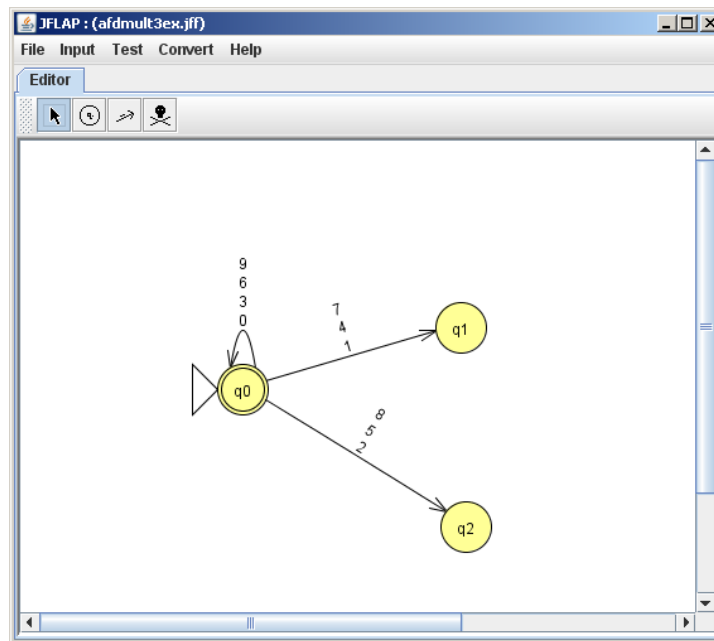 JFLAP : (afdmult3ex.jff)
File Input Test Convert Help
Editor
9
6
3
0
7
4
1
q1
q0
8
5
2
q2